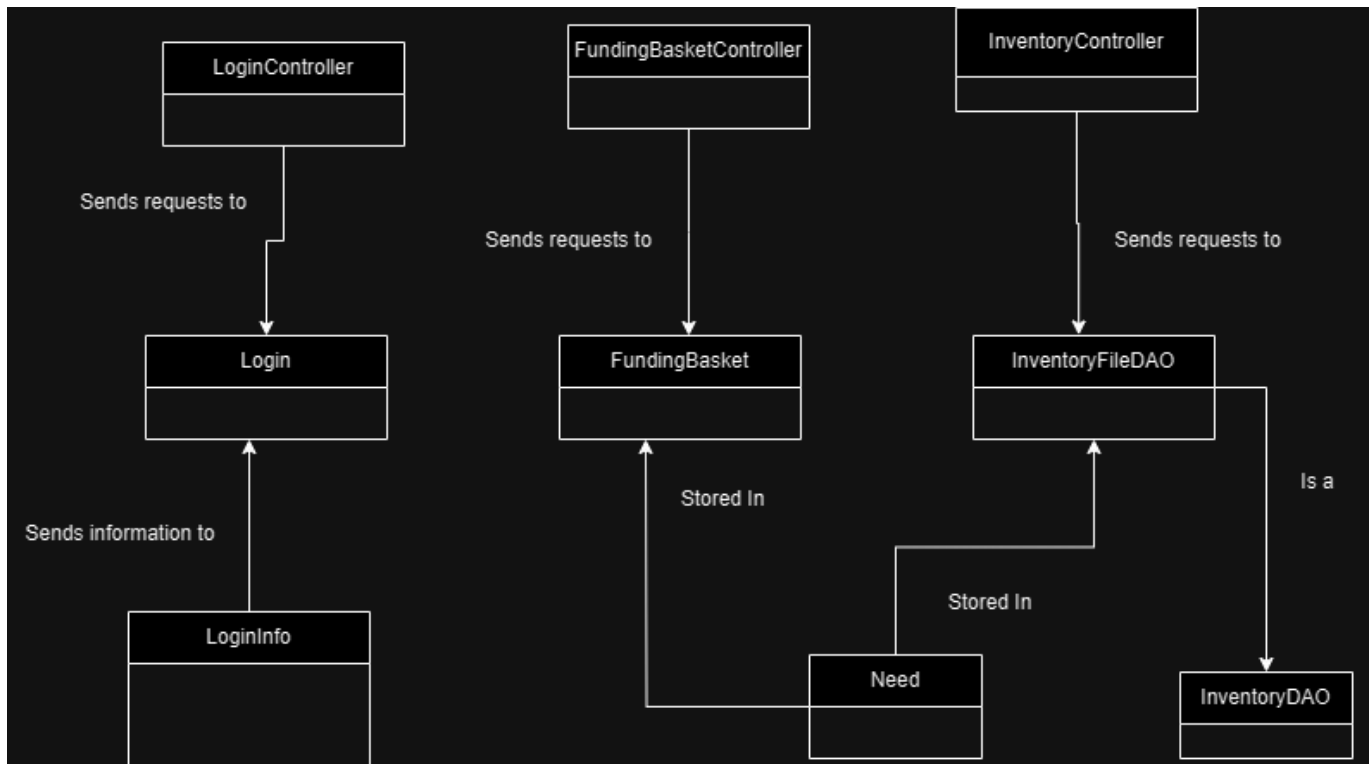 LoginController
FundingBasketController
InventoryController
Sends requests to
Sends requests to
Sends requests to
Login
FundingBasket
InventoryFileDAO
Stored In
Is a
Sends information to
Stored In
LoginInfo
Need
InventoryDAO